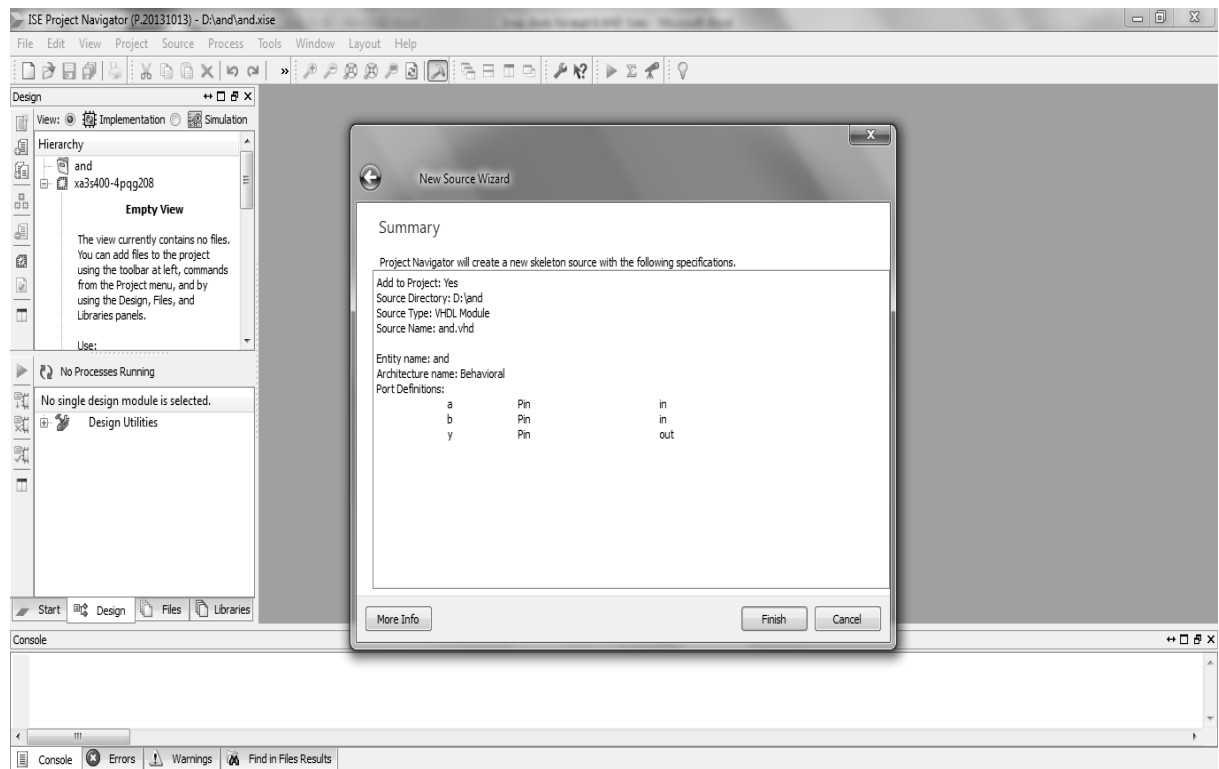 ISE Project Navigator (P.20131013) - D:\and\and.xise
File Edit View Project Source Process Tools Window Layout Help
Design
View: Implementation Simulation
Hierarchy
and
xa3s400-4pqg208
Empty View
The view currently contains no files.
You can add files to the project
using the toolbar at left, commands
from the Project menu, and by
using the Design, Files, and
Libraries panels.
Use:
No Processes Running
No single design module is selected.
Design Utilities
Start Design Files Libraries
New Source Wizard
Summary
Project Navigator will create a new skeleton source with the following specifications.
Add to Project: Yes
Source Directory: D:\and
Source Type: VHDL Module
Source Name: and.vhd
Entity name: and
Architecture name: Behavioral
Port Definitions:
a Pin in
b Pin in
y Pin out
More Info Finish Cancel
Console
Console Errors Warnings Find in Files Results